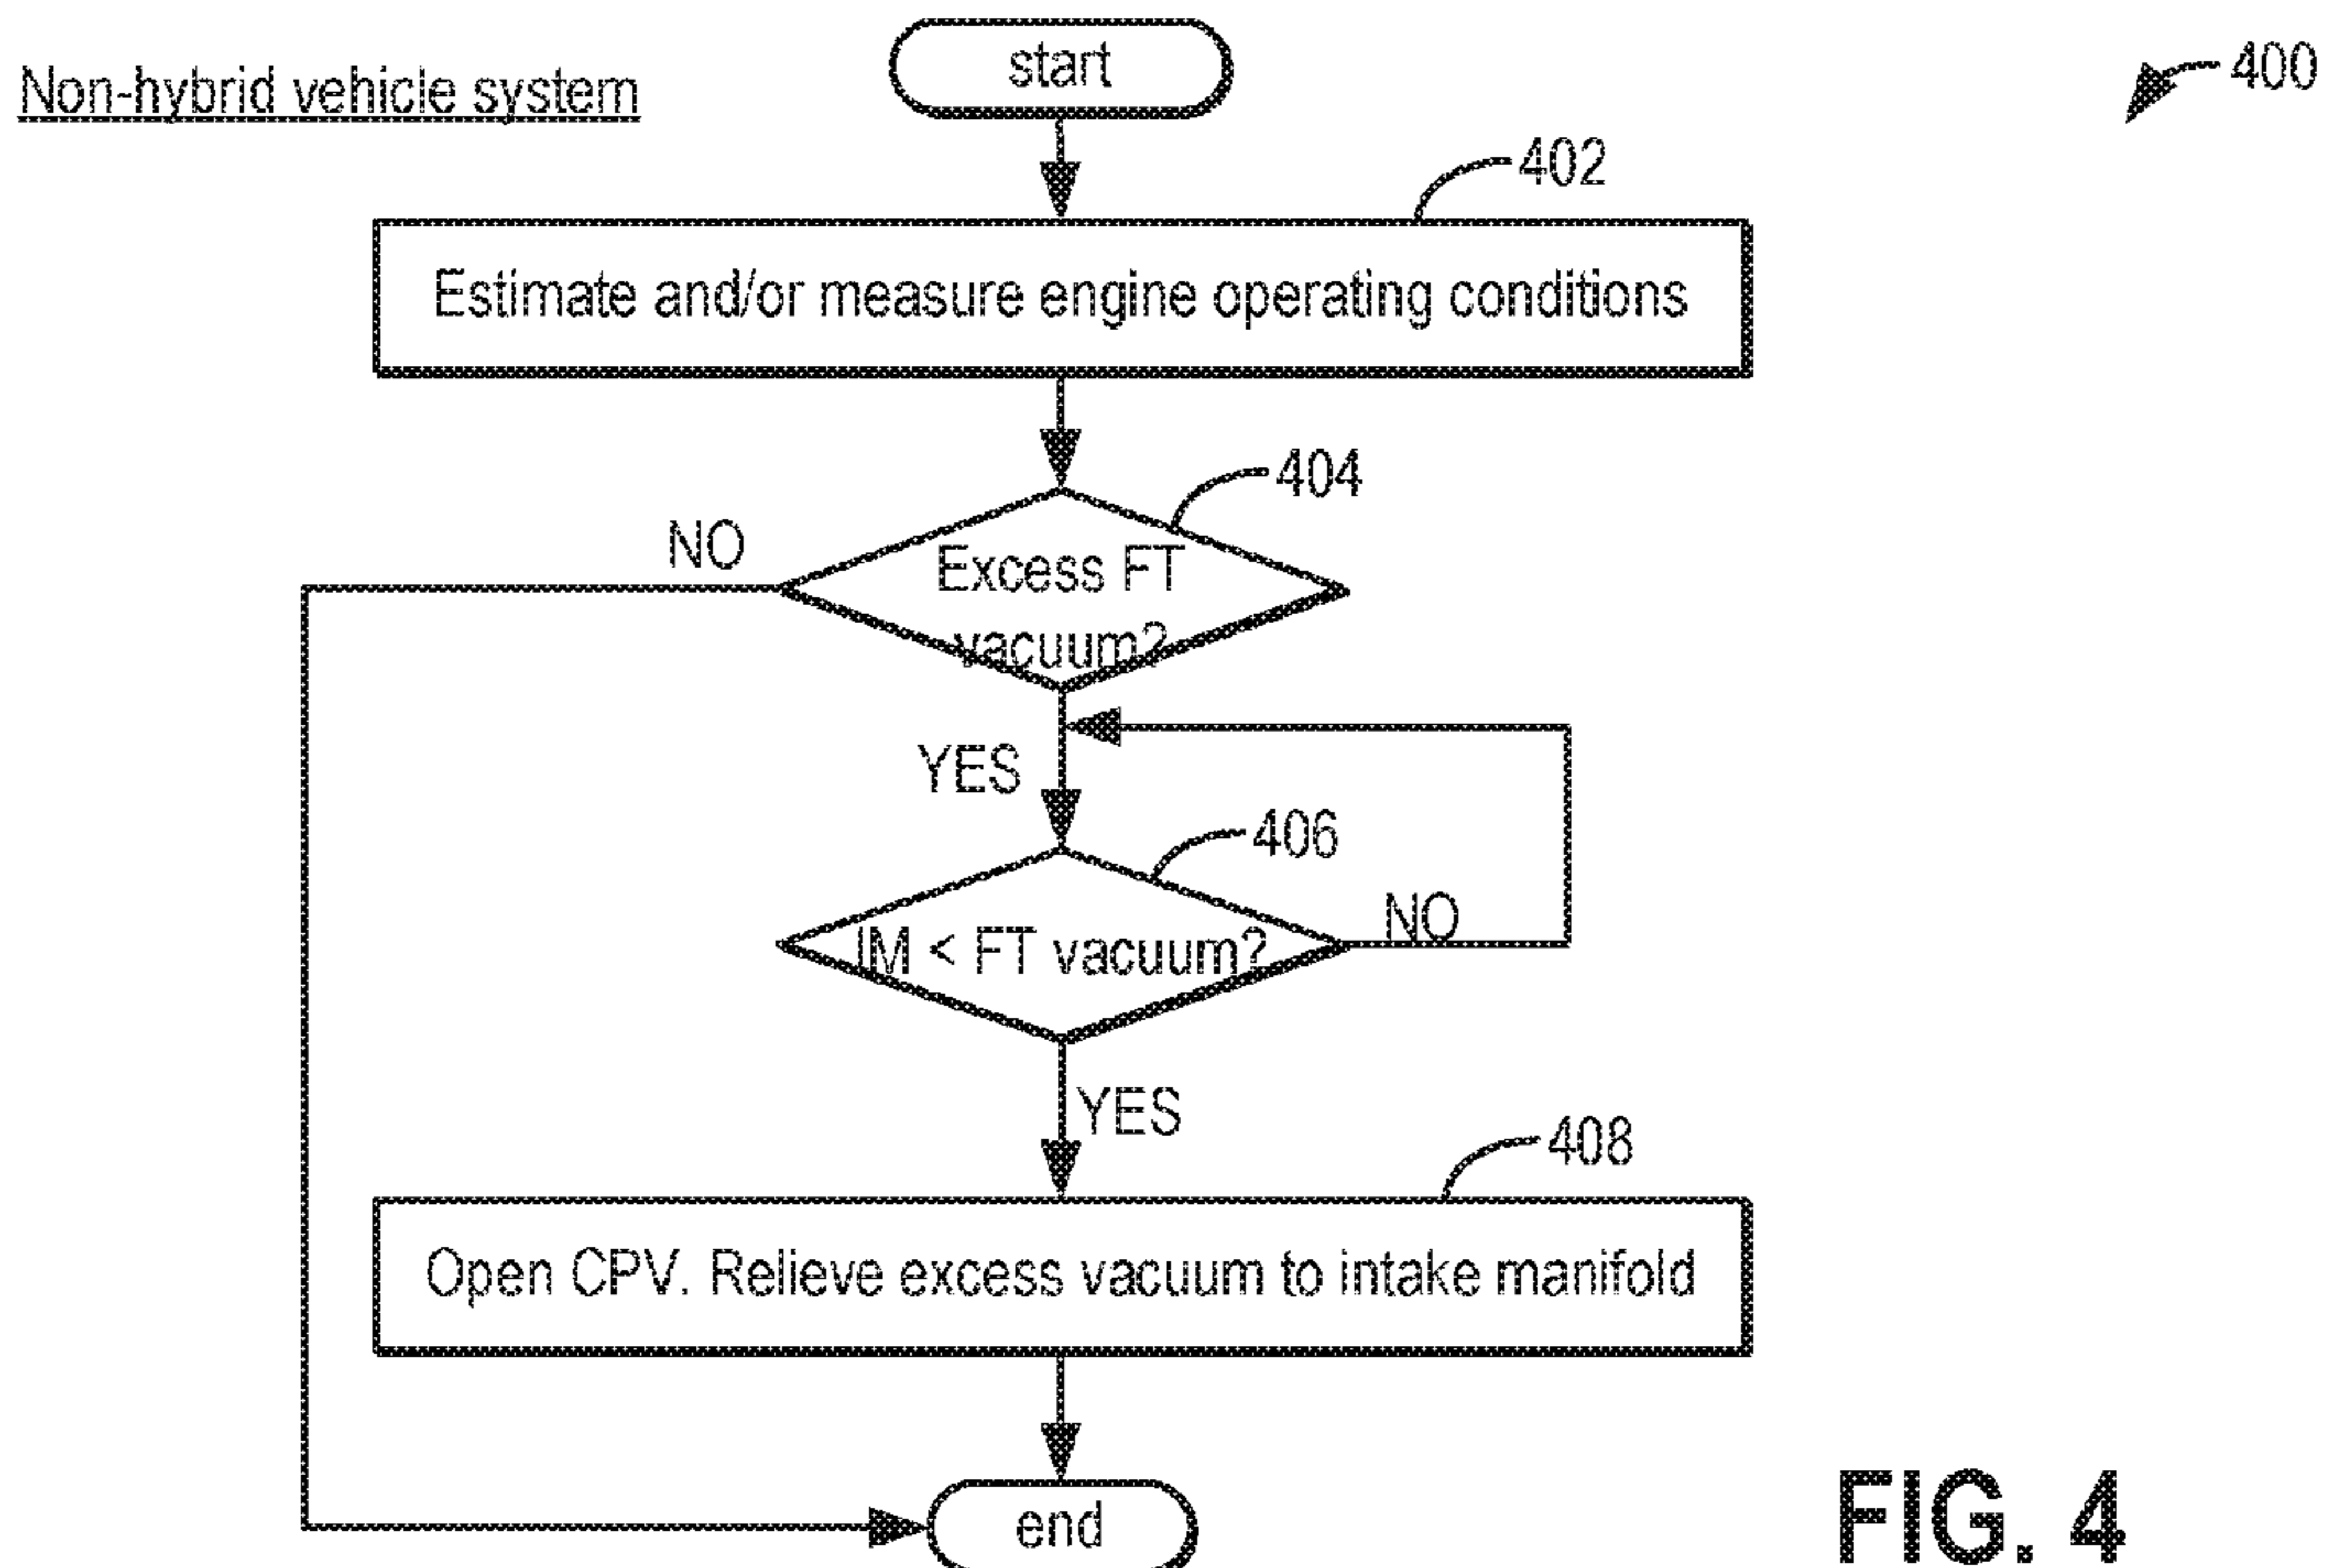 Non-hybrid vehicle system
start
400
402
Estimate and/or measure engine operating conditions
404
NO
Excess FT
vacuum?
YES
406
IM < FT vacuum?
NO
YES
408
Open CPV. Relieve excess vacuum to intake manifold
end
FIG. 4